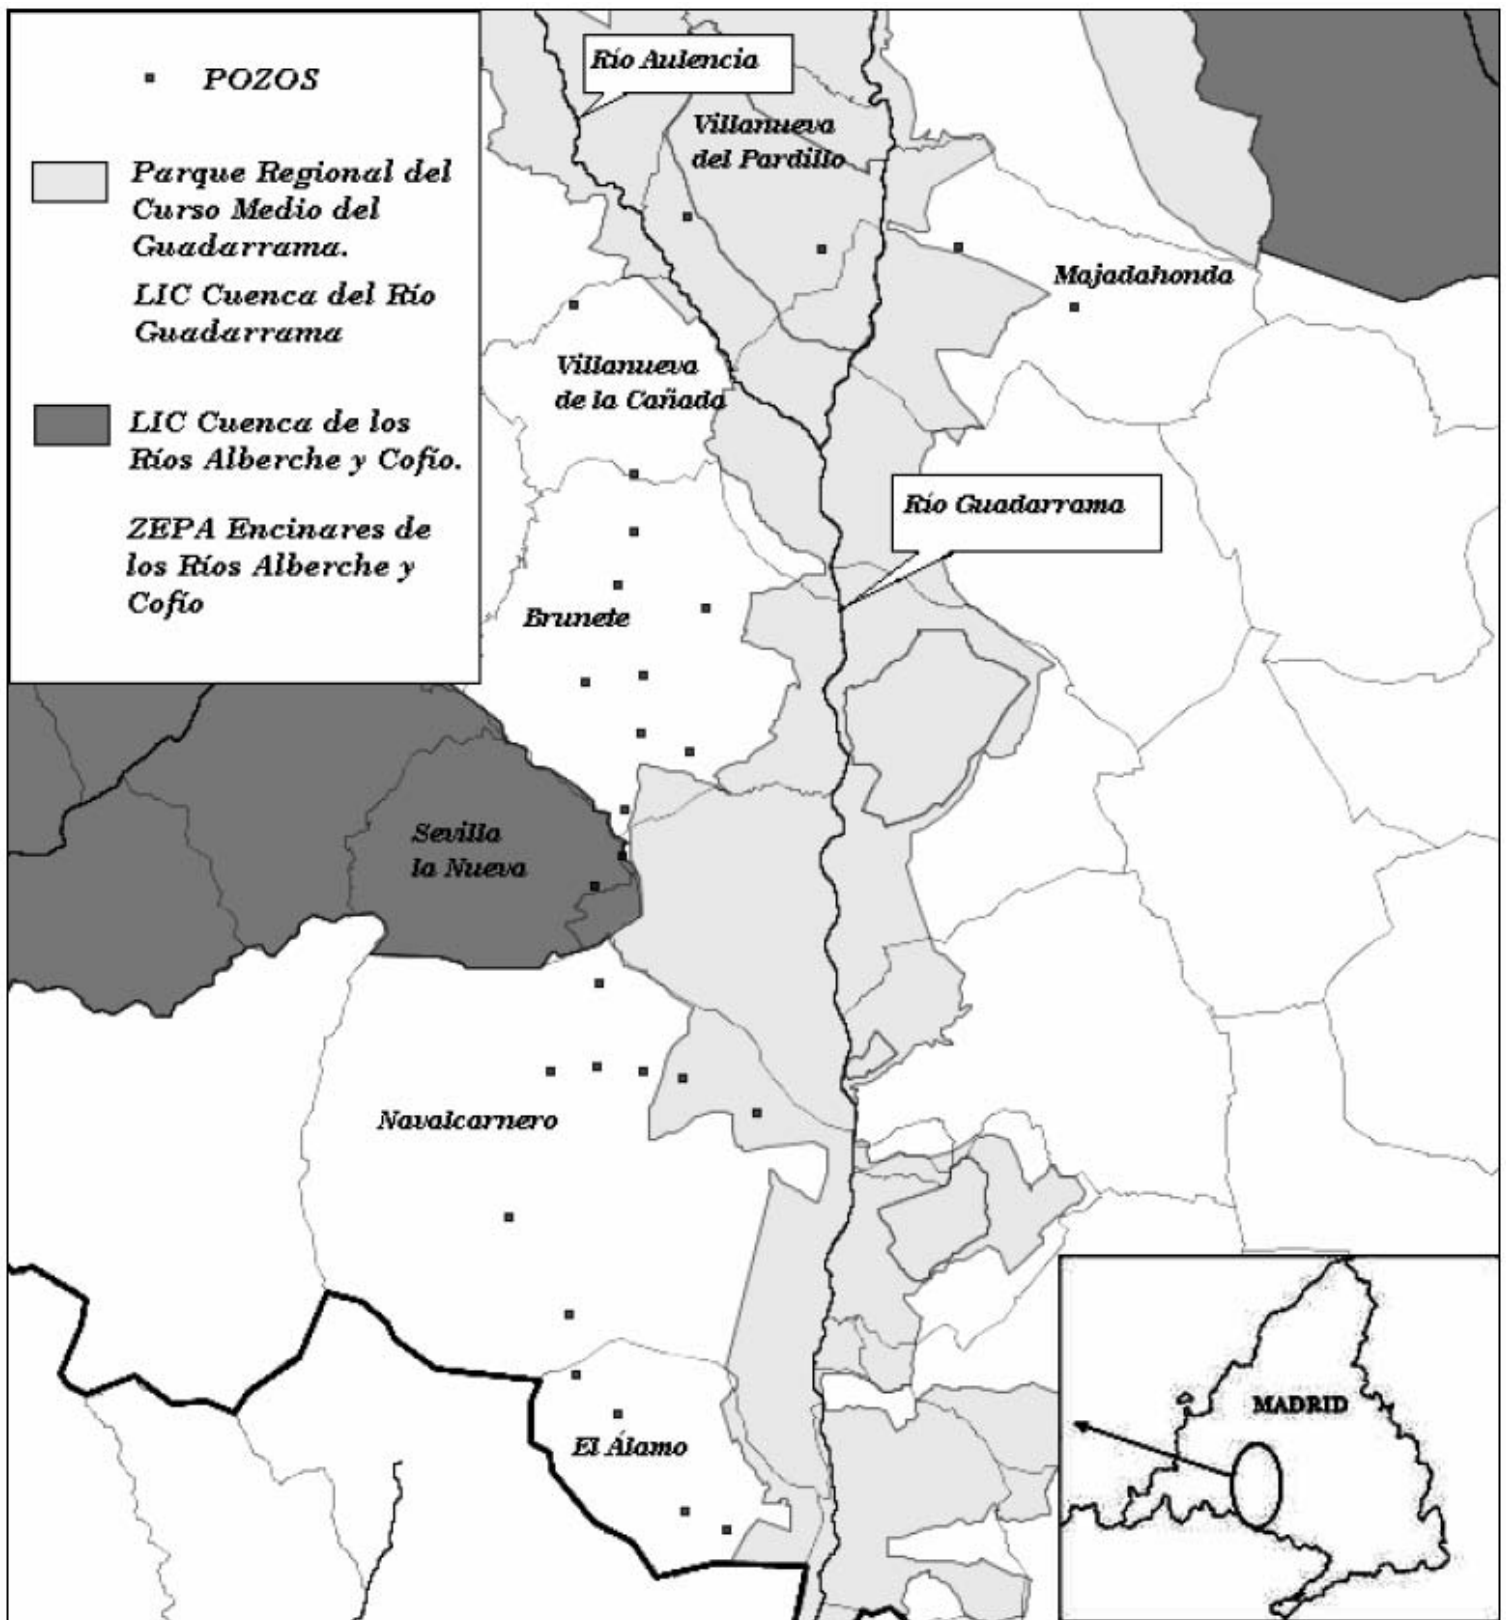 POZOS
Parque Regional del
Curso Medio del
Guadarrama.
LIC Cuenca del Río
Guadarrama
LIC Cuenca de los
Ríos Alberche y Cofío.
ZEPA Encinares de
los Ríos Alberche y
Cofío
Río Aulencia
Villanueva
del Pardillo
Majadahonda
Villanueva
de la Cañada
Río Guadarrama
Brunete
Sevilla
la Nueva
Navalcarnero
El Álamo
MADRID